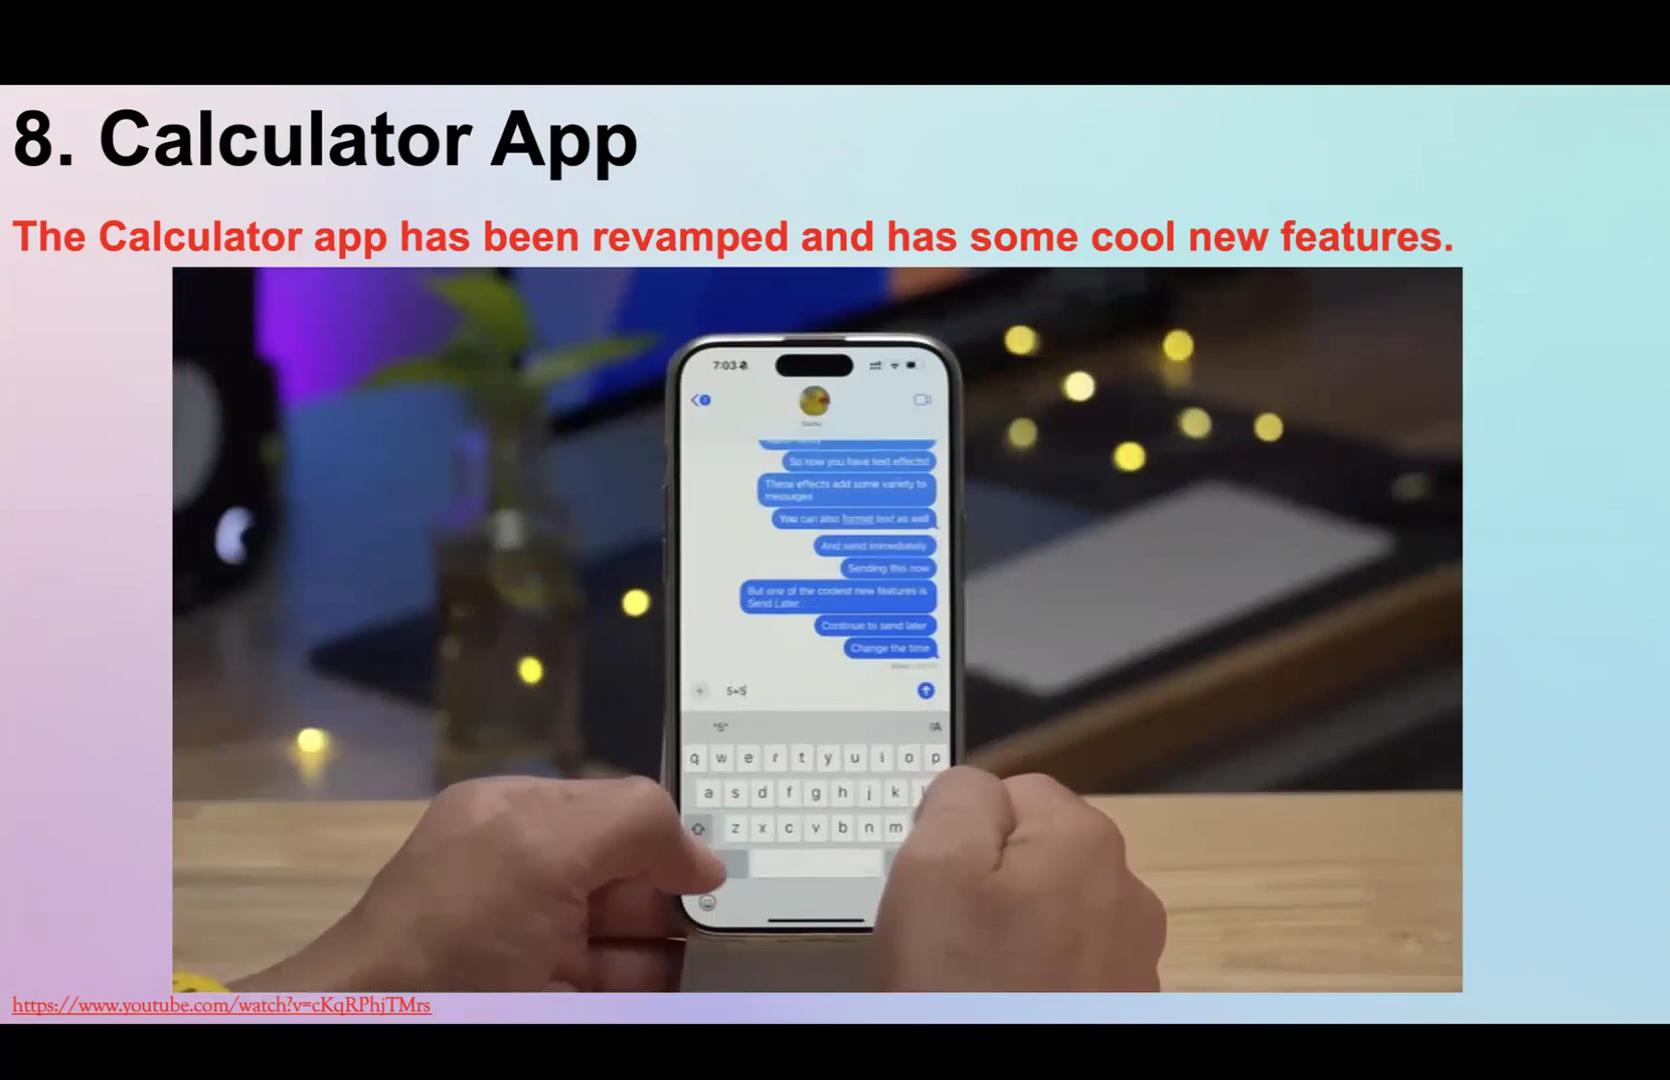 8. Calculator App
The Calculator app has been revamped and has some cool new features.
7:03
So now you have text effects!
These effects add some variety to
messages
You can also format text as well
And send immediately
Sending this now
But one of the coolest new features is
Send Later.
Continue to send later
Change the time
5+5
"5"
q w e r t y u i o p
a s d f g h j k
z x c v b n m
https://www.youtube.com/watch?v=cKqRPhjTMrs